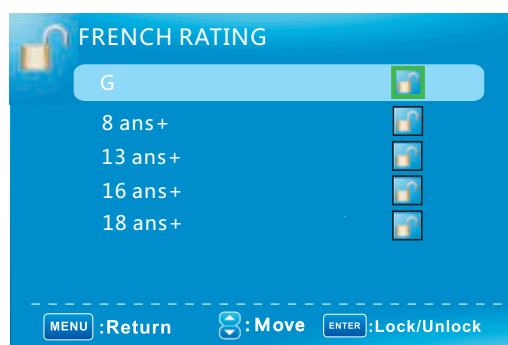 FRENCH RATING
G
8 ans+
13 ans+
16 ans+
18 ans+
MENU :Return :Move ENTER :Lock/Unlock